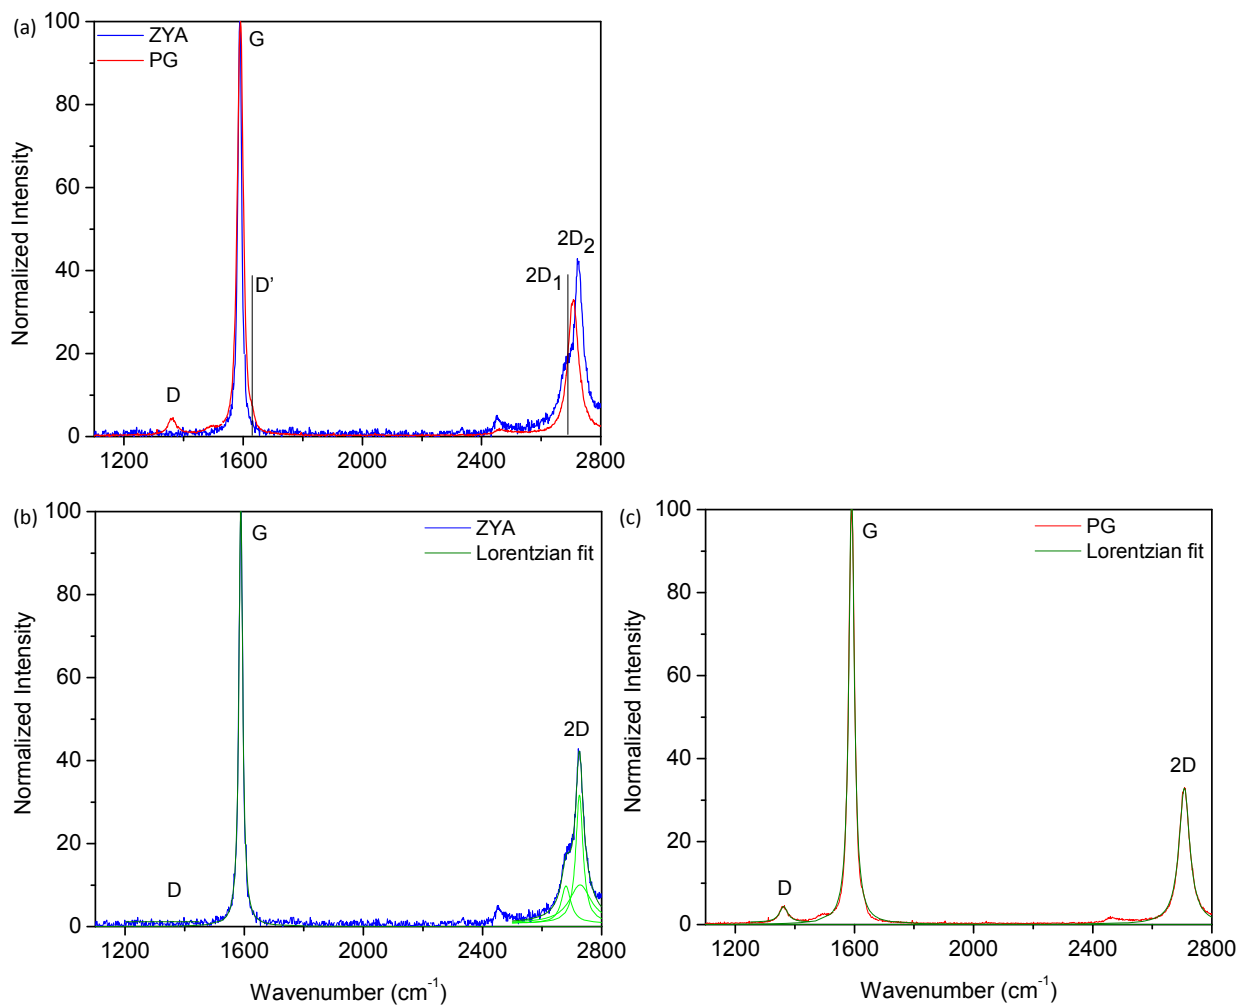 (a)
ZYA
PG
G
D'
D
2D1
2D2
Normalized Intensity
100
80
60
40
20
0
1200
1600
2000
2400
2800
(b)
ZYA
Lorentzian fit
G
D
2D
Normalized Intensity
100
80
60
40
20
0
1200
1600
2000
2400
2800
Wavenumber (cm-1)
(c)
PG
Lorentzian fit
G
D
2D
Normalized Intensity
100
80
60
40
20
0
1200
1600
2000
2400
2800
Wavenumber (cm-1)